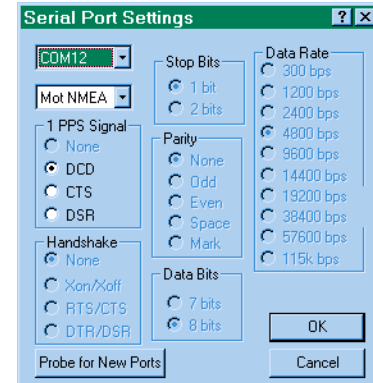 Serial Port Settings
COM12
Mot NMEA
1 PPS Signal
None
DCD
CTS
DSR
Handshake
None
Xon/Xoff
RTS/CTS
DTR/DSR
Probe for New Ports
Stop Bits
1 bit
2 bits
Parity
None
Odd
Even
Space
Mark
Data Bits
7 bits
8 bits
Data Rate
300 bps
1200 bps
2400 bps
4800 bps
9600 bps
14400 bps
19200 bps
38400 bps
57600 bps
115k bps
OK
Cancel